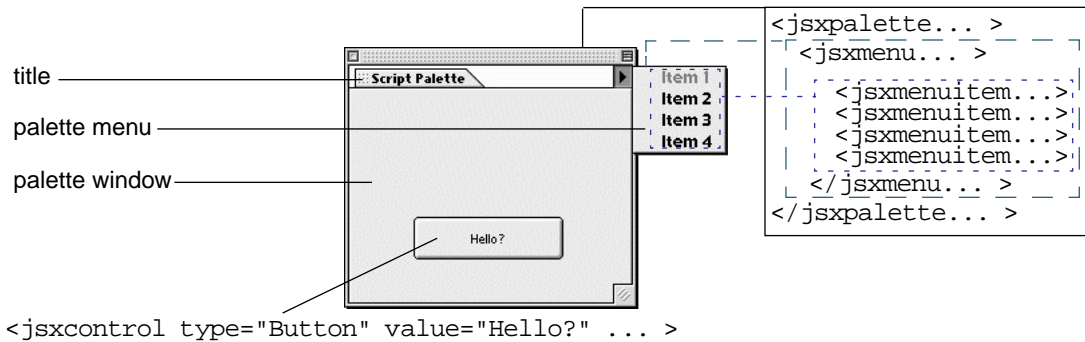 <jsxpalette... >
<jsxmenu... >
title
Script Palette
Item 1
Item 2
Item 3
Item 4
<jsxmenuitem...>
<jsxmenuitem...>
<jsxmenuitem...>
<jsxmenuitem...>
palette menu
palette window
</jsxmenu... >
</jsxpalette... >
Hello?
<jsxcontrol type="Button" value="Hello?" ... >